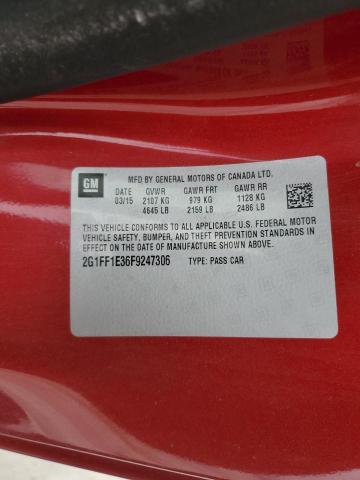 GM
MFD BY GENERAL MOTORS OF CANADA LTD.
DATE GVWR GAWR FRT GAWR RR
03/15 2107 KG 979 KG 1128 KG
4645 LB 2159 LB 2486 LB
THIS VEHICLE CONFORMS TO ALL APPLICABLE U.S. FEDERAL MOTOR
VEHICLE SAFETY, BUMPER, AND THEFT PREVENTION STANDARDS IN
EFFECT ON THE DATE OF MANUFACTURE SHOWN ABOVE.
2G1FF1E36F9247306 TYPE: PASS CAR